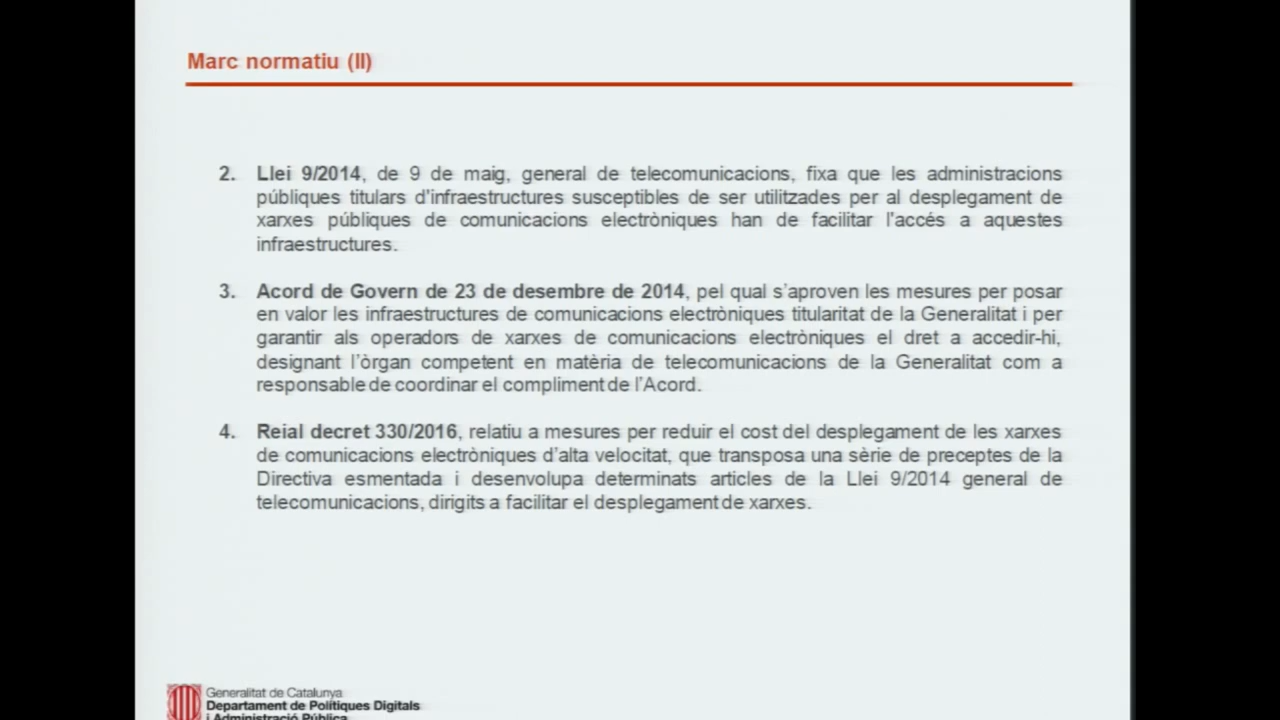 Marc normatiu (II)
2. Llei 9/2014, de 9 de maig, general de telecomunicacions, fixa que les administracions
públiques titulars d'infraestructures susceptibles de ser utilitzades per al desplegament de
xarxes públiques de comunicacions electròniques han de facilitar l'accés a aquestes
infraestructures.
3. Acord de Govern de 23 de desembre de 2014, pel qual s’aproven les mesures per posar
en valor les infraestructures de comunicacions electròniques titularitat de la Generalitat i per
garantir als operadors de xarxes de comunicacions electròniques el dret a accedir-hi,
designant l’òrgan competent en matèria de telecomunicacions de la Generalitat com a
responsable de coordinar el compliment de l’Acord.
4. Reial decret 330/2016, relatiu a mesures per reduir el cost del desplegament de les xarxes
de comunicacions electròniques d’alta velocitat, que transposa una sèrie de preceptes de la
Directiva esmentada i desenvolupa determinats articles de la Llei 9/2014 general de
telecomunicacions, dirigits a facilitar el desplegament de xarxes.
Generalitat de Catalunya
Departament de Polítiques Digitals
i Administració Pública